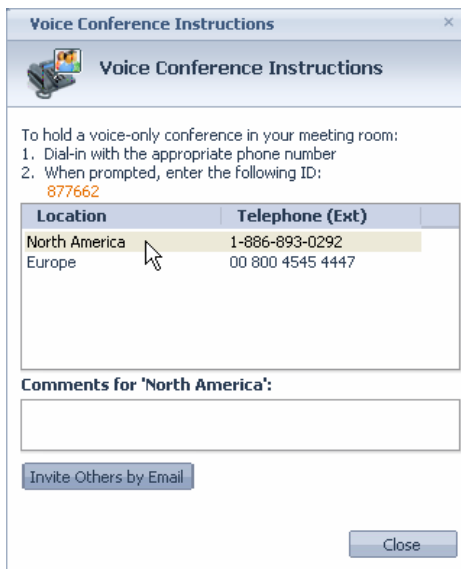 Voice Conference Instructions
Voice Conference Instructions
To hold a voice-only conference in your meeting room:
1. Dial-in with the appropriate phone number
2. When prompted, enter the following ID:
877662
Location Telephone (Ext)
North America 1-886-893-0292
Europe 00 800 4545 4447
Comments for 'North America':
Invite Others by Email
Close